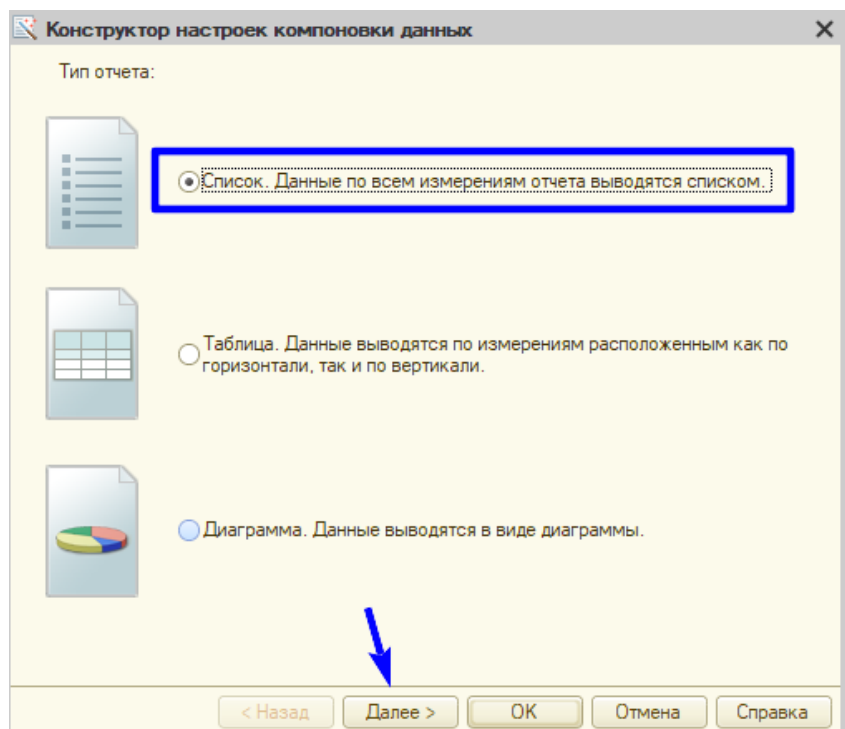 Конструктор настроек компоновки данных
Тип отчета:
Список. Данные по всем измерениям отчета выводятся списком.
Таблица. Данные выводятся по измерениям расположенным как по
горизонтали, так и по вертикали.
Диаграмма. Данные выводятся в виде диаграммы.
< Назад Далее > ОК Отмена Справка